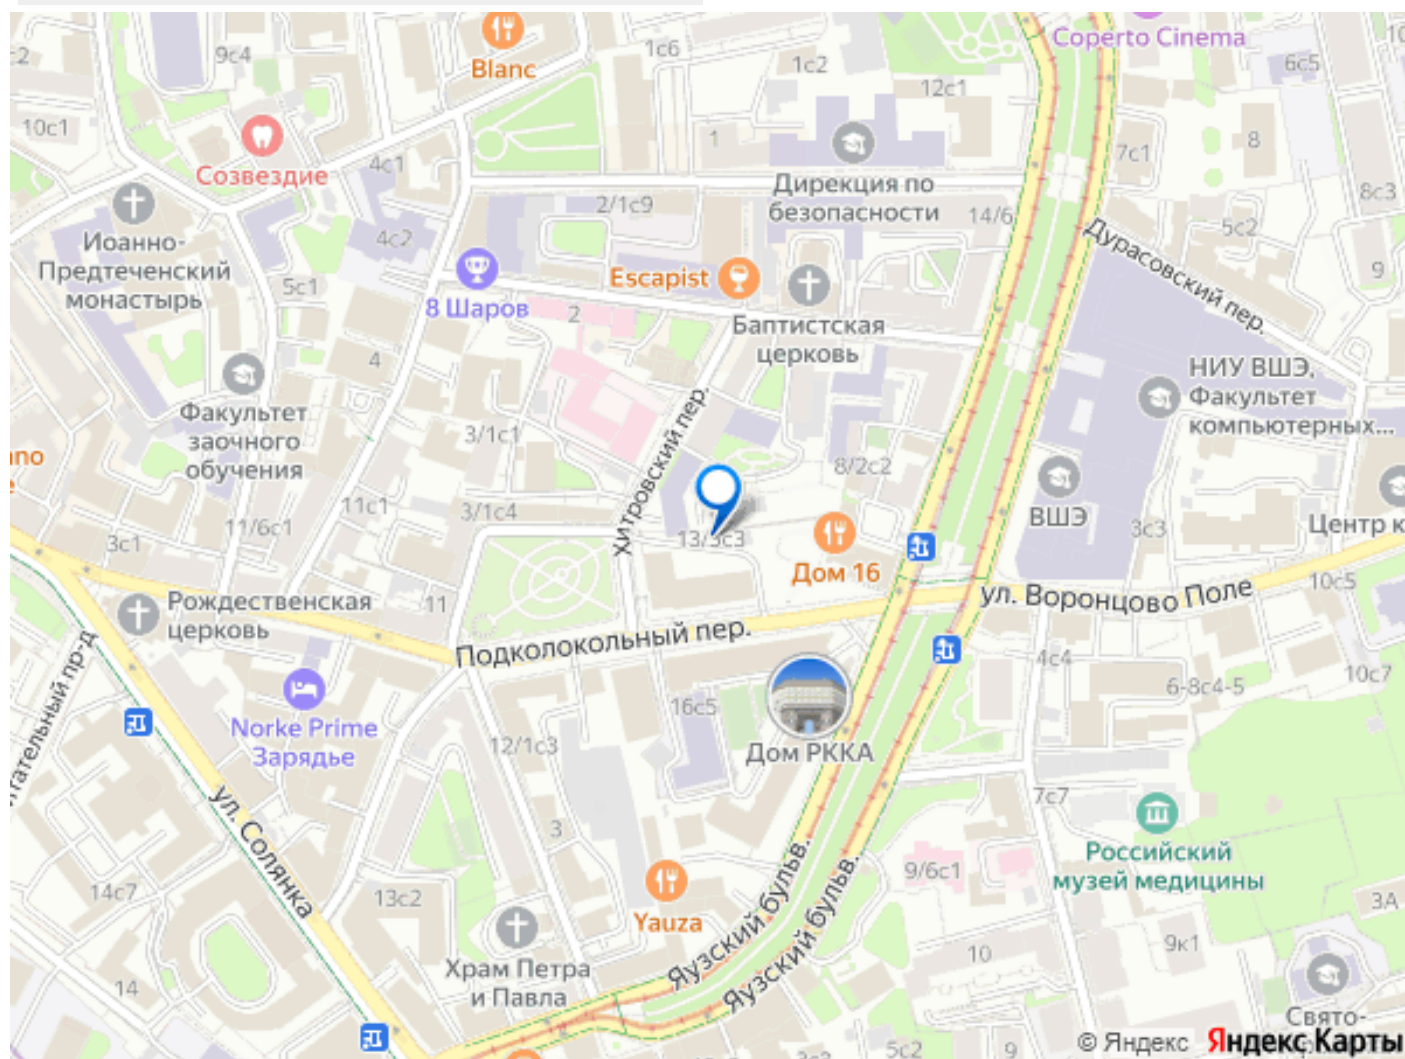 Coperto Cinema
9с4
1с6
Blanc
1с2
6с5
12с1
10с1
1
7с1
8
4с1
Созвездие
Дирекция по
безопасности
8с3
2/1с9
14/6
5с2
Дурасовский пер.
4с2
Иоанно-
Предтеченский
монастырь
9
5с1
Escapist
8 Шаров
2
Баптистская
церковь
4
НИУ ВШЭ,
Факультет
компьютерных...
Факультет
заочного
обучения
3/1с1
Хитровский пер.
8/2с2
11с1
3/1с4
ВШЭ
3с3
Центр к
11/6с1
3с1
13/3с3
Дом 16
10с5
ул. Воронцово Поле
Рождественская
церковь
11
Подколокольный пер.
4с4
10с7
6-8с4-5
16с5
Norke Prime
Зарядье
12/1с3
Дом РККА
7с7
ул. Солянка
3
Российский
музей медицины
9/6с1
14с7
13с2
3А
Yauza
Яузский бульв.
Яузский бульв.
9к1
10
Храм Петра
и Павла
14
Свято-
5с2
9
© Яндекс Яндекс Карты